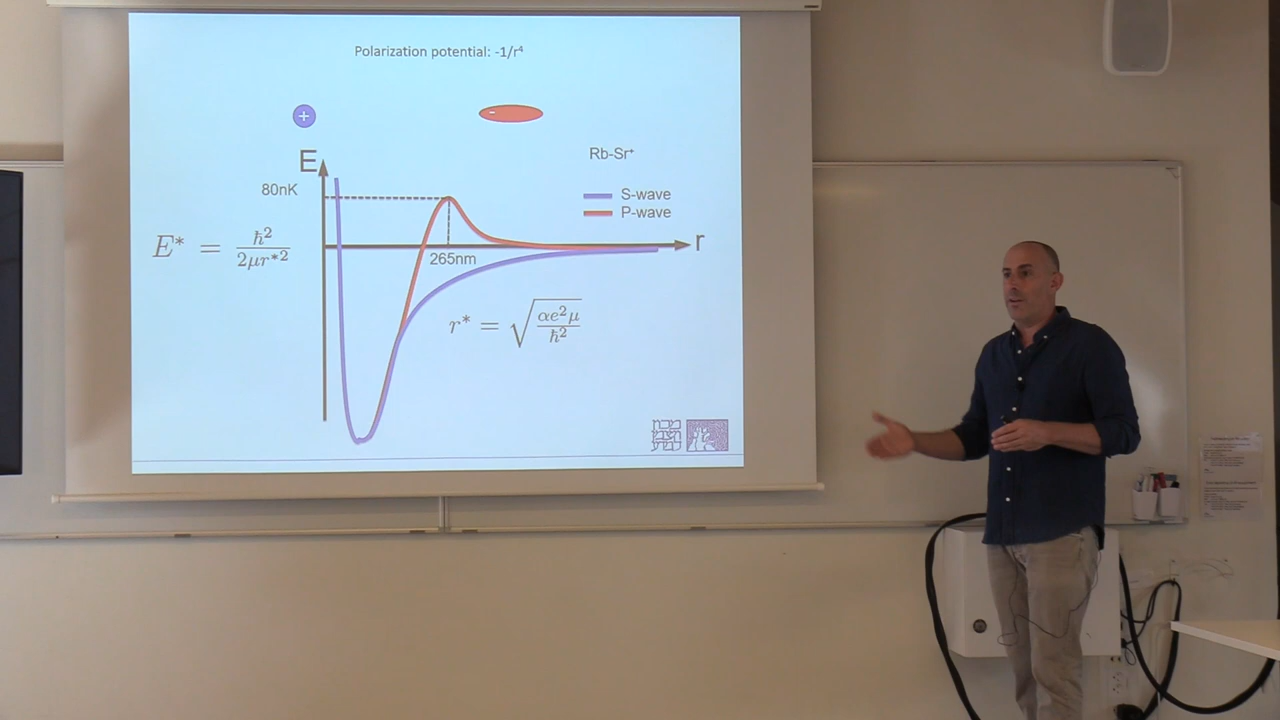 Polarization potential: -1/r⁴
+
-
E
Rb-Sr⁺
80nK
S-wave
P-wave
E* = ħ² / 2μr*²
r
265nm
r* = √(αe²μ / ħ²)